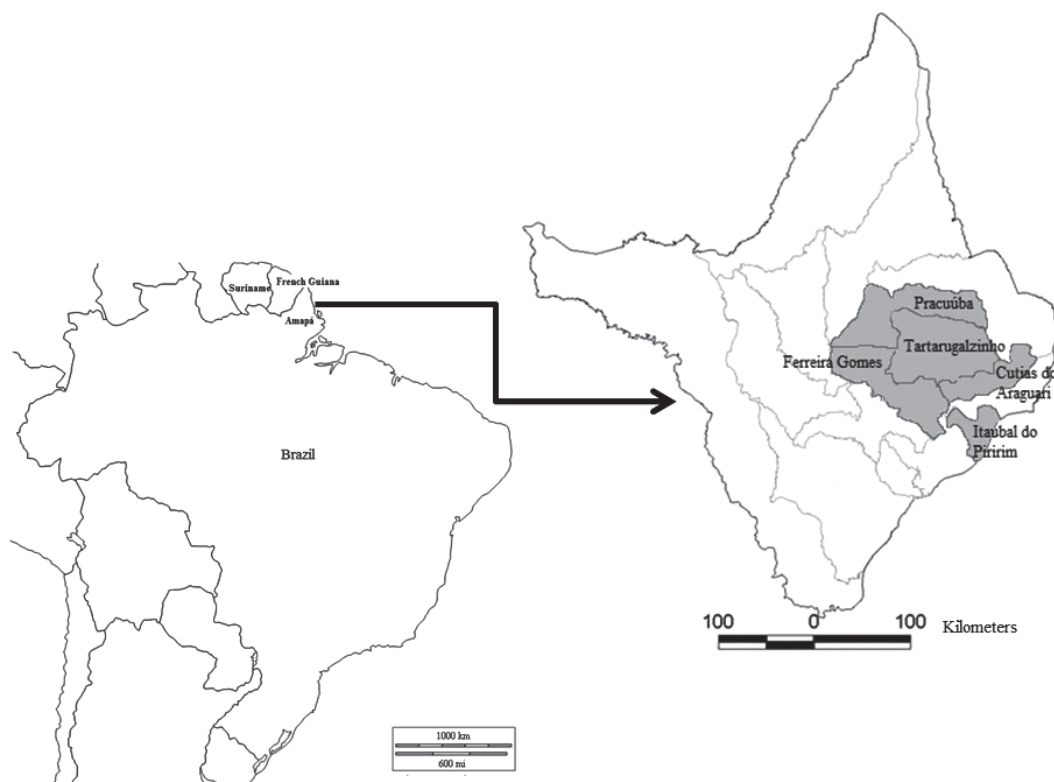 Suriname
French Guiana
Amapá
Brazil
1000 km
600 mi
Pracuúba
Tartarugalzinho
Ferreira Gomes
Cutias do
Araguari
Itaubal do
Piririm
100 0 100
Kilometers